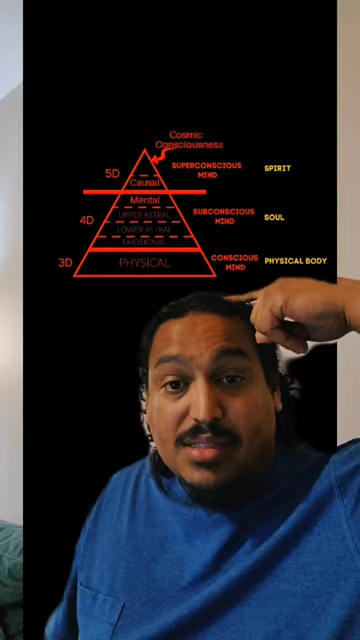 Cosmic
Consciousness
5D
SUPERCONSCIOUS
MIND
SPIRIT
Causal
Mental
4D
UPPER ASTRAL
SUBCONSCIOUS
MIND
SOUL
LOWER ASTRAL
EMOTIONAL
3D
PHYSICAL
CONSCIOUS
MIND
PHYSICAL BODY